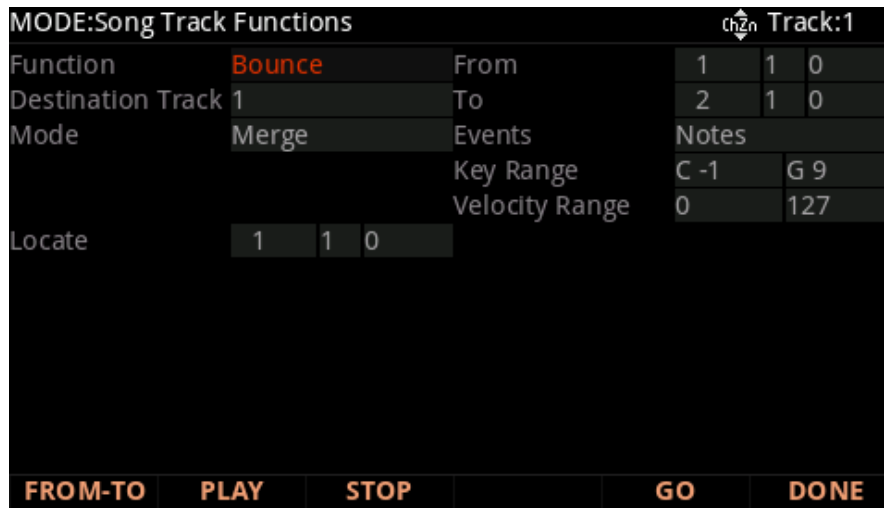 MODE:Song Track Functions ChZn Track:1
Function Bounce From 1 1 0
Destination Track 1 To 2 1 0
Mode Merge Events Notes
Key Range C -1 G 9
Velocity Range 0 127
Locate 1 1 0
FROM-TO PLAY STOP GO DONE